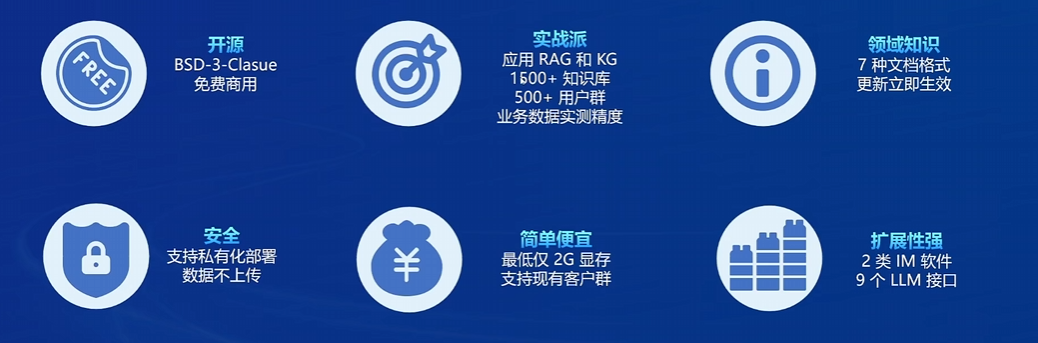 FREE
开源
BSD-3-Clasue
免费商用
实战派
应用 RAG 和 KG
1500+ 知识库
500+ 用户群
业务数据实测精度
领域知识
7 种文档格式
更新立即生效
安全
支持私有化部署
数据不上传
¥
简单便宜
最低仅 2G 显存
支持现有客户群
扩展性强
2 类 IM 软件
9 个 LLM 接口